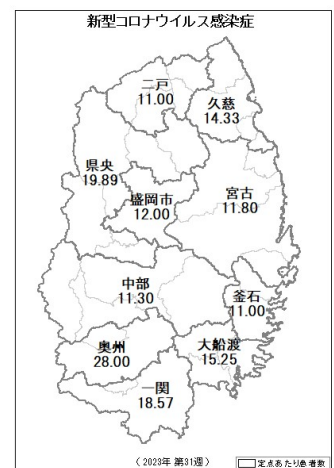 新型コロナウイルス感染症
二戸
11.00
久慈
14.33
県央
19.89
盛岡市
12.00
宮古
11.80
中部
11.30
釜石
11.00
奥州
28.00
大船渡
15.25
一関
18.57
（2023年 第31週）
定点あたり患者数